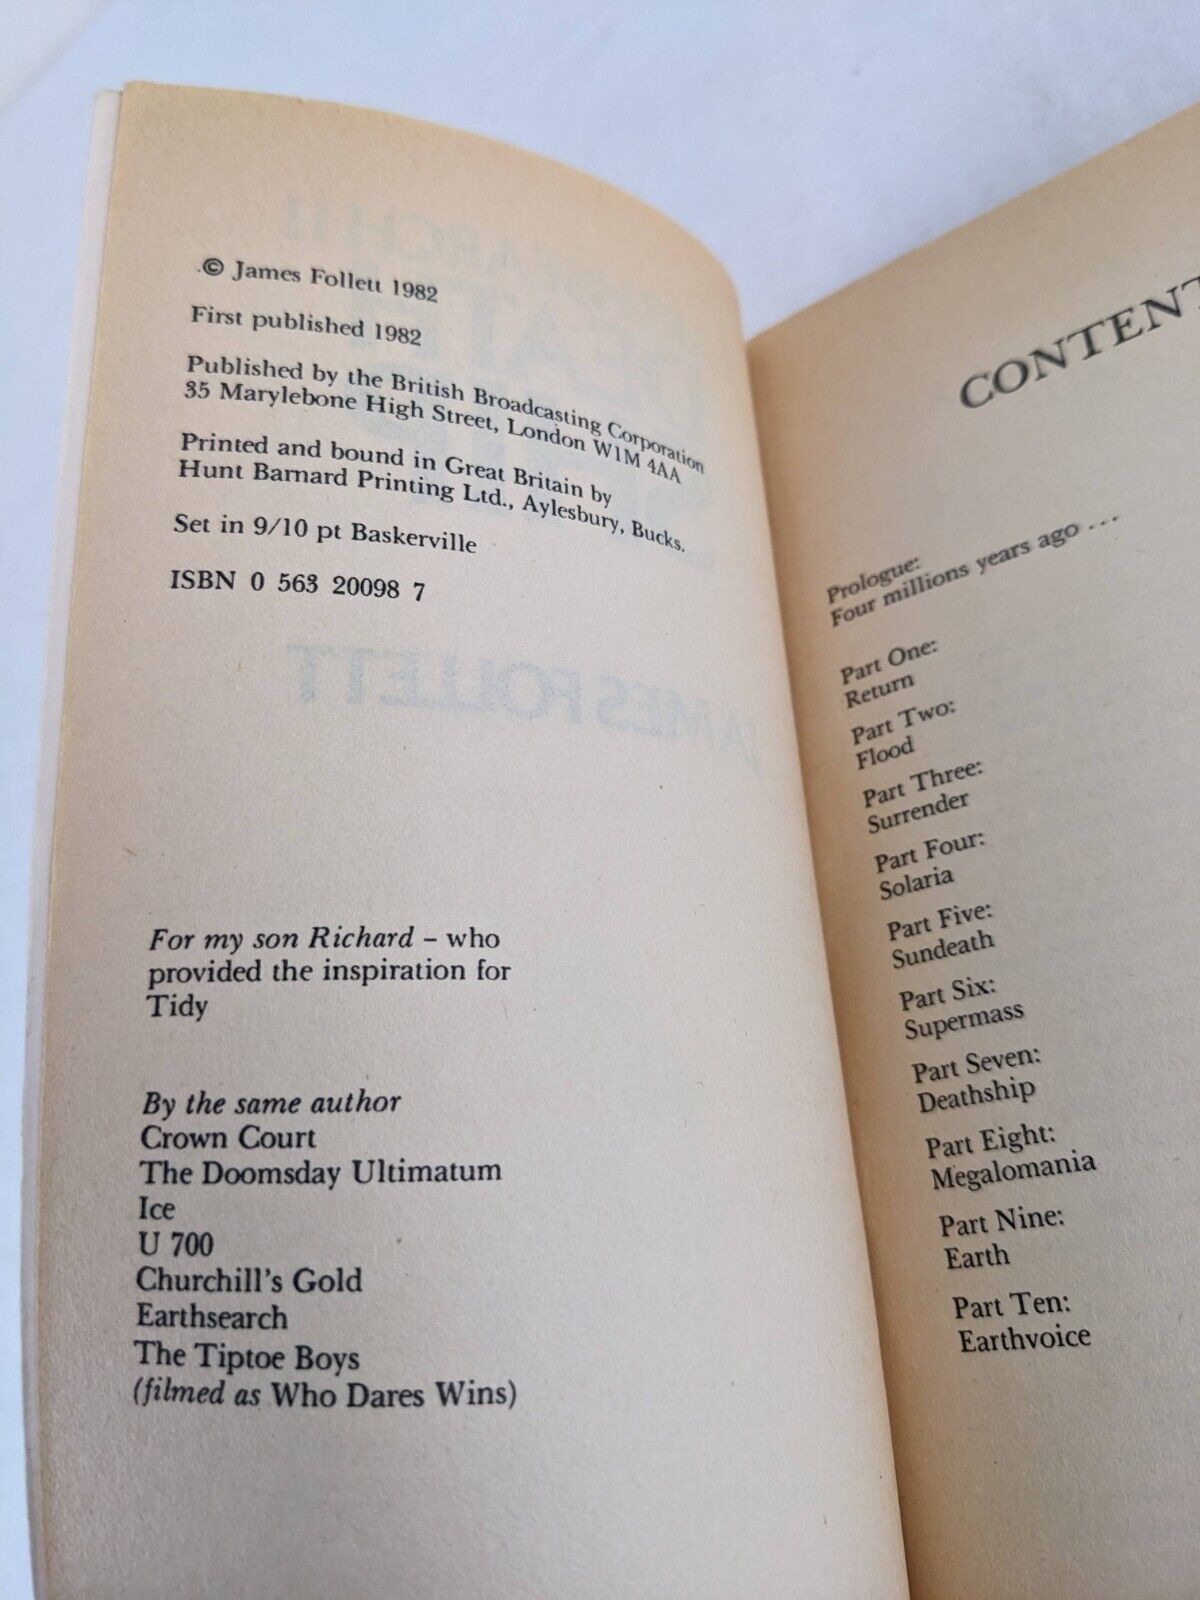 © James Follett 1982
First published 1982
Published by the British Broadcasting Corporation
35 Marylebone High Street, London W1M 4AA
Printed and bound in Great Britain by
Hunt Barnard Printing Ltd., Aylesbury, Bucks.
Set in 9/10 pt Baskerville
ISBN 0 563 20098 7
JAMES FOLLETT
For my son Richard – who
provided the inspiration for
Tidy
By the same author
Crown Court
The Doomsday Ultimatum
Ice
U 700
Churchill's Gold
Earthsearch
The Tiptoe Boys
(filmed as Who Dares Wins)
CONTENT
Prologue:
Four millions years ago ...
Part One:
Return
Part Two:
Flood
Part Three:
Surrender
Part Four:
Solaria
Part Five:
Sundeath
Part Six:
Supermass
Part Seven:
Deathship
Part Eight:
Megalomania
Part Nine:
Earth
Part Ten:
Earthvoice